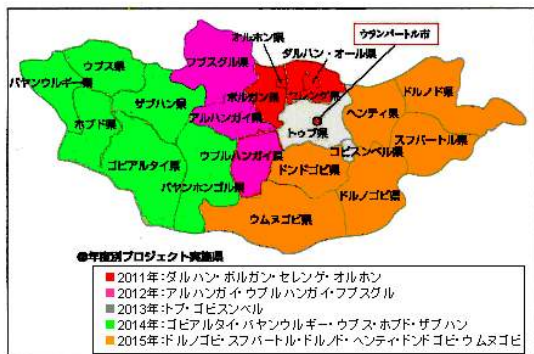 オルホン県
ウランバートル市
ダルハン・オール県
フブスグル県
ウブス県
バヤンウルギー県
ザブハン県
ボルガン県
セレンゲ県
ドルノド県
ホブド県
アルハンガイ県
トゥブ県
ヘンティ県
スフバートル県
ゴビスンベル県
ゴビアルタイ県
ウブルハンガイ県
ドンドゴビ県
バヤンホンゴル県
ドルノゴビ県
ウムヌゴビ県
年度別プロジェクト実施県
2011年:ダルハン・ボルガン・セレンゲ・オルホン
2012年:アルハンガイ・ウブルハンガイ・フブスグル
2013年:トブ・ゴビスンベル
2014年:ゴビアルタイ・バヤンウルギー・ウブス・ホブド・ザブハン
2015年:ドルノゴビ・スフバートル・ドルノド・ヘンティ・ドンドゴビ・ウムヌゴビ